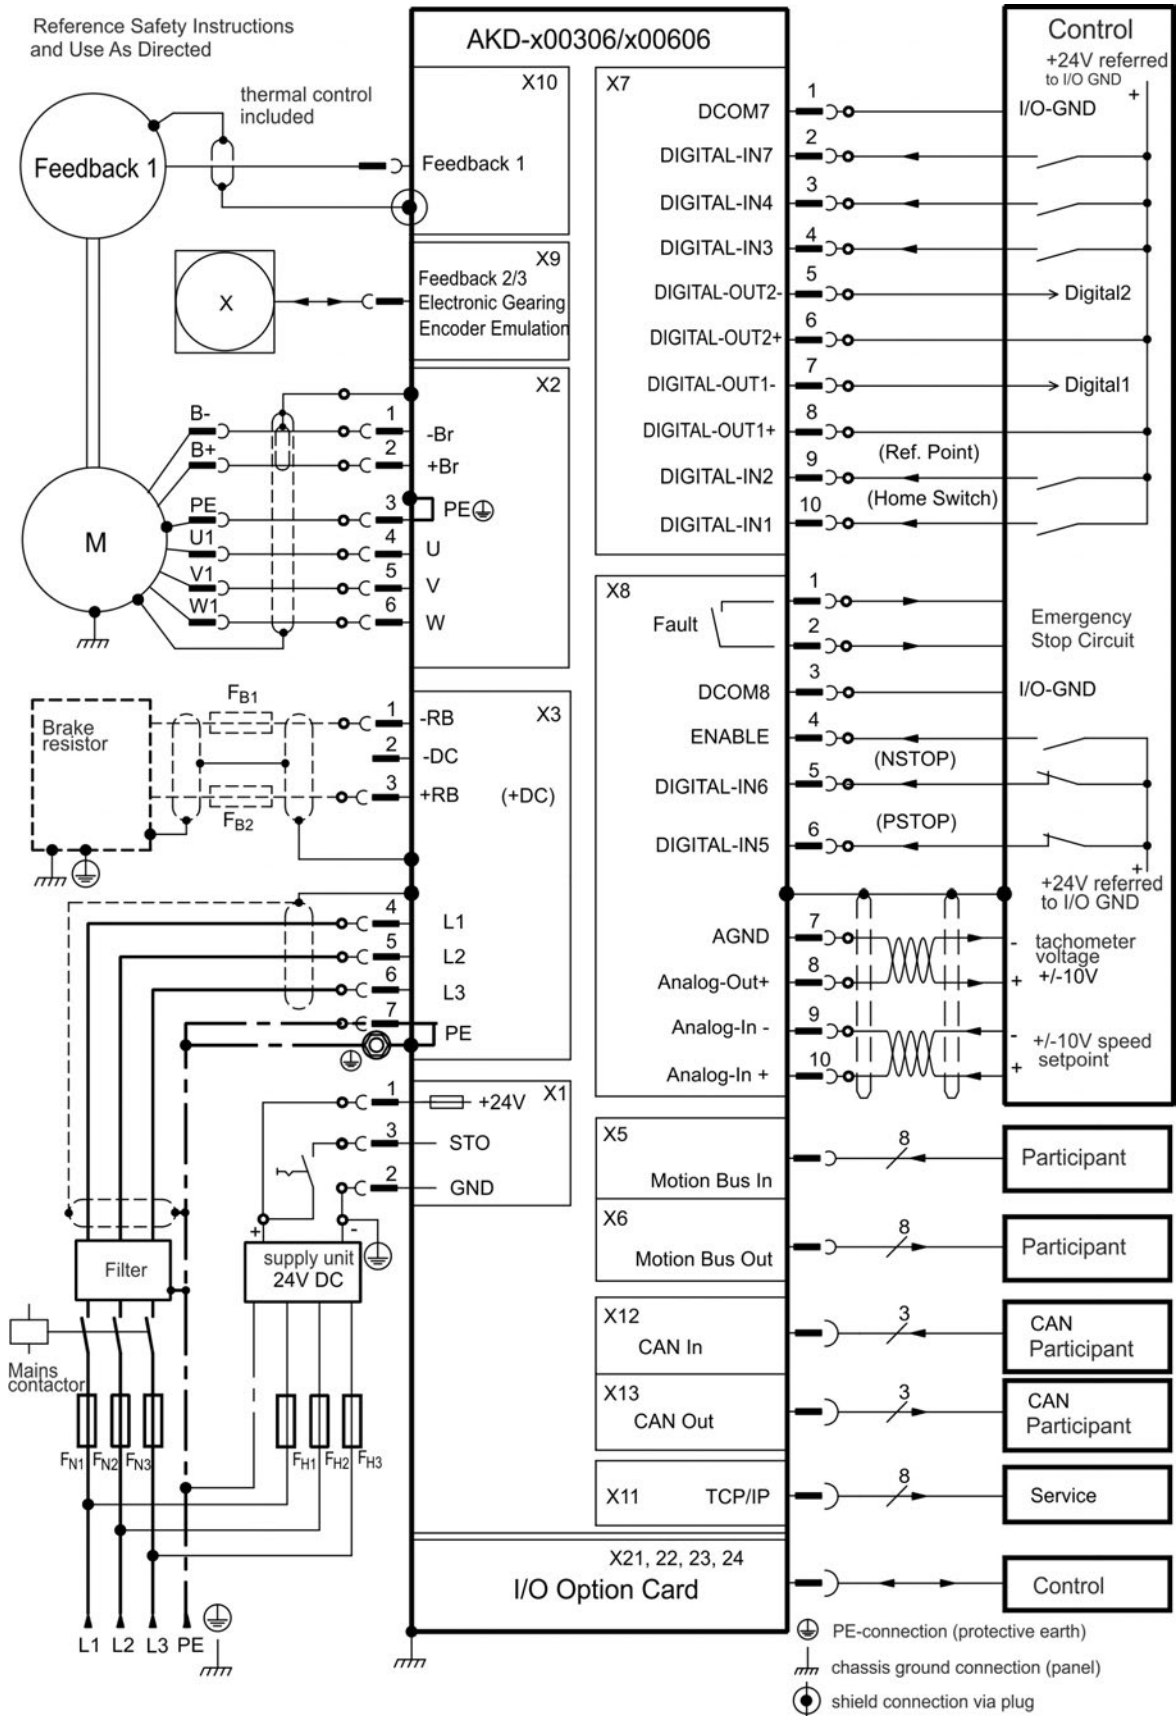 Reference Safety Instructions
and Use As Directed
AKD-x00306/x00606
X10
thermal control
included
Feedback 1
Feedback 1
X9
Feedback 2/3
Electronic Gearing
Encoder Emulation
X
X2
B-
1
-Br
B+
2
+Br
PE
3
PE
U1
4
U
V1
5
V
W1
6
W
M
X3
Brake
resistor
FB1
1
-RB
2
-DC
3
+RB
(+DC)
FB2
4
L1
5
L2
6
L3
7
PE
X1
1
+24V
3
STO
2
GND
+
-
supply unit
24V DC
Filter
Mains
contactor
FN1
FN2
FN3
FH1
FH2
FH3
L1
L2
L3
PE
X7
DCOM7
1
DIGITAL-IN7
2
DIGITAL-IN4
3
DIGITAL-IN3
4
DIGITAL-OUT2-
5
Digital2
DIGITAL-OUT2+
6
DIGITAL-OUT1-
7
Digital1
DIGITAL-OUT1+
8
(Ref. Point)
DIGITAL-IN2
9
(Home Switch)
DIGITAL-IN1
10
Control
+24V referred
to I/O GND
+
I/O-GND
X8
Fault
1
2
Emergency
Stop Circuit
DCOM8
3
I/O-GND
ENABLE
4
(NSTOP)
DIGITAL-IN6
5
(PSTOP)
DIGITAL-IN5
6
+
+24V referred
to I/O GND
AGND
7
-
tachometer
voltage
+/-10V
Analog-Out+
8
+
Analog-In -
9
-
+/-10V speed
setpoint
Analog-In +
10
+
X5
Motion Bus In
8
Participant
X6
Motion Bus Out
8
Participant
X12
CAN In
3
CAN
Participant
X13
CAN Out
3
CAN
Participant
X11
TCP/IP
8
Service
X21, 22, 23, 24
I/O Option Card
Control
PE-connection (protective earth)
chassis ground connection (panel)
shield connection via plug